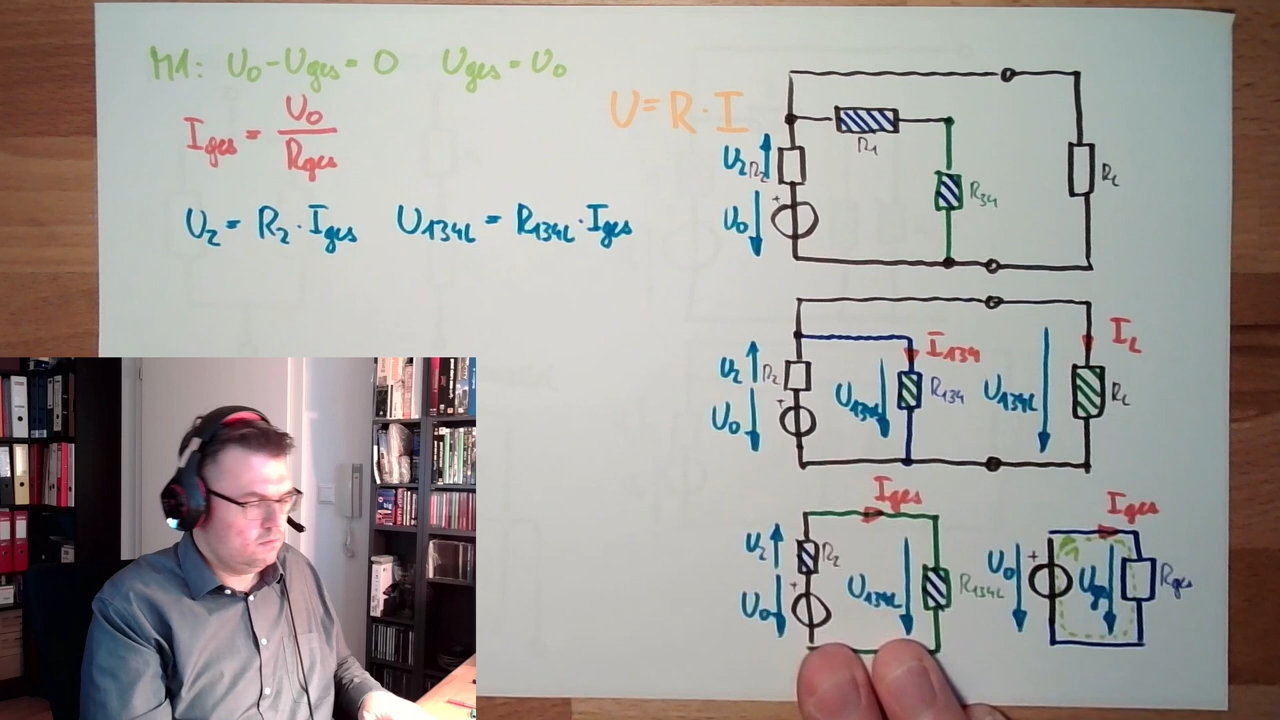 M1: U0 - Uges = 0 Uges = U0
Iges = U0 / Rges
U = R · I
U2 = R2 · Iges U134L = R134L · Iges
R1
U2 R2
R34
RL
U0
+
I134
IL
U2 R2
U134L
R134
U134L
RL
U0
+
Iges
Iges
U2
R2
U134L
R134L
U0
+
U0
+
Uges
Rges